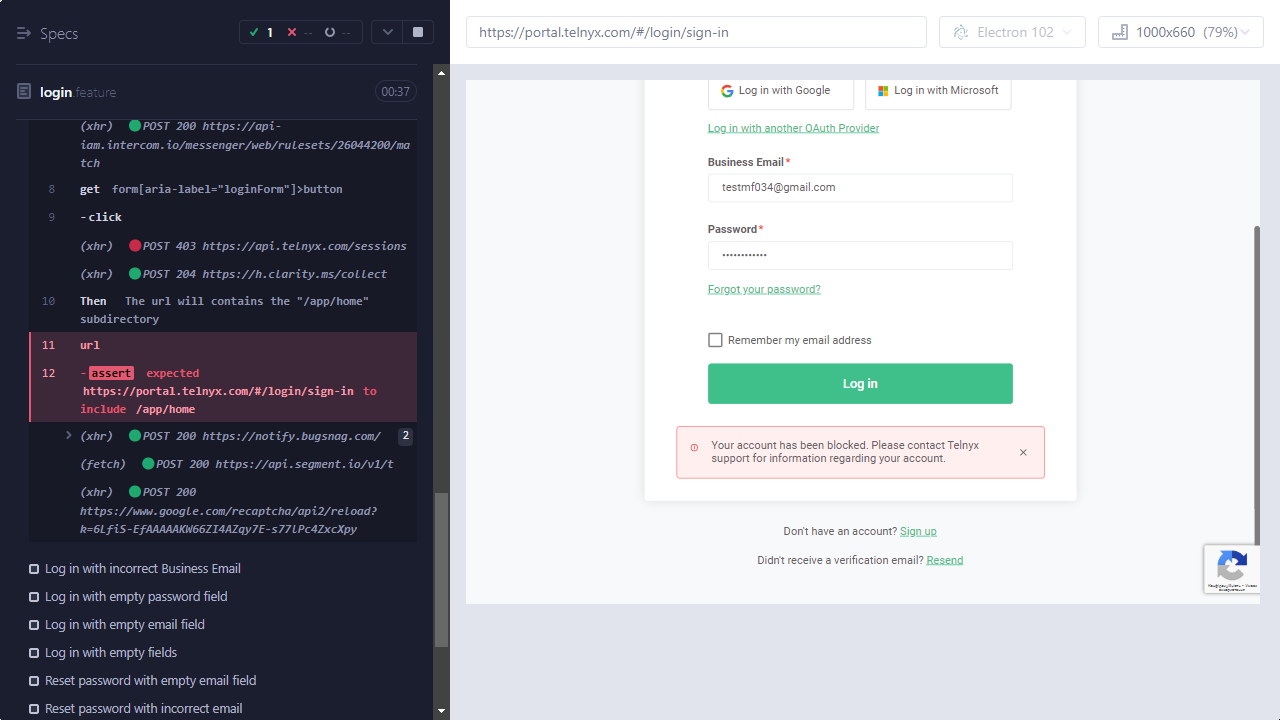 Specs
1
--
--
login.feature
00:37
(xhr) POST 200 https://api-
iam.intercom.io/messenger/web/rulesets/26044200/ma
tch
8 get form[aria-label="loginForm"]>button
9 -click
(xhr) POST 403 https://api.telnyx.com/sessions
(xhr) POST 204 https://h.clarity.ms/collect
10 Then The url will contains the "/app/home"
subdirectory
11 url
12 -assert expected
https://portal.telnyx.com/#/login/sign-in to
include /app/home
(xhr) POST 200 https://notify.bugsnag.com/ 2
(fetch) POST 200 https://api.segment.io/v1/t
(xhr) POST 200
https://www.google.com/recaptcha/api2/reload?
k=6LfiS-EfAAAAAKW66ZI4AZqy7E-s77lPc4ZxcXpy
Log in with incorrect Business Email
Log in with empty password field
Log in with empty email field
Log in with empty fields
Reset password with empty email field
Reset password with incorrect email
https://portal.telnyx.com/#/login/sign-in
Electron 102
1000x660 (79%)
Log in with Google
Log in with Microsoft
Log in with another OAuth Provider
Business Email*
testmf034@gmail.com
Password*
••••••••••••
Forgot your password?
Remember my email address
Log in
Your account has been blocked. Please contact Telnyx
support for information regarding your account.
Don't have an account? Sign up
Didn't receive a verification email? Resend